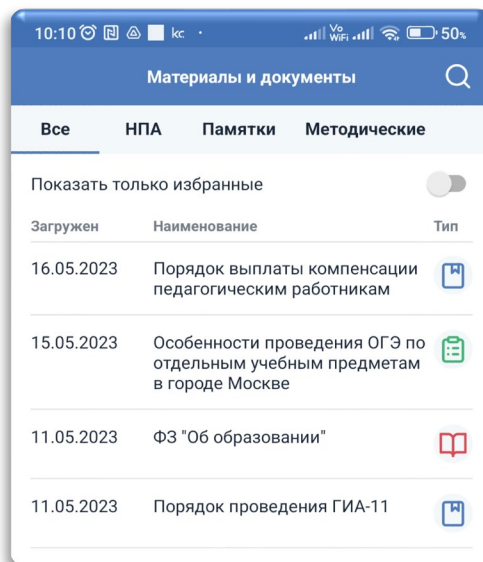 10:10 kc · Vo WiFi 50%
Материалы и документы
Все НПА Памятки Методические
Показать только избранные
Загружен Наименование Тип
16.05.2023 Порядок выплаты компенсации
педагогическим работникам
15.05.2023 Особенности проведения ОГЭ по
отдельным учебным предметам
в городе Москве
11.05.2023 ФЗ "Об образовании"
11.05.2023 Порядок проведения ГИА-11